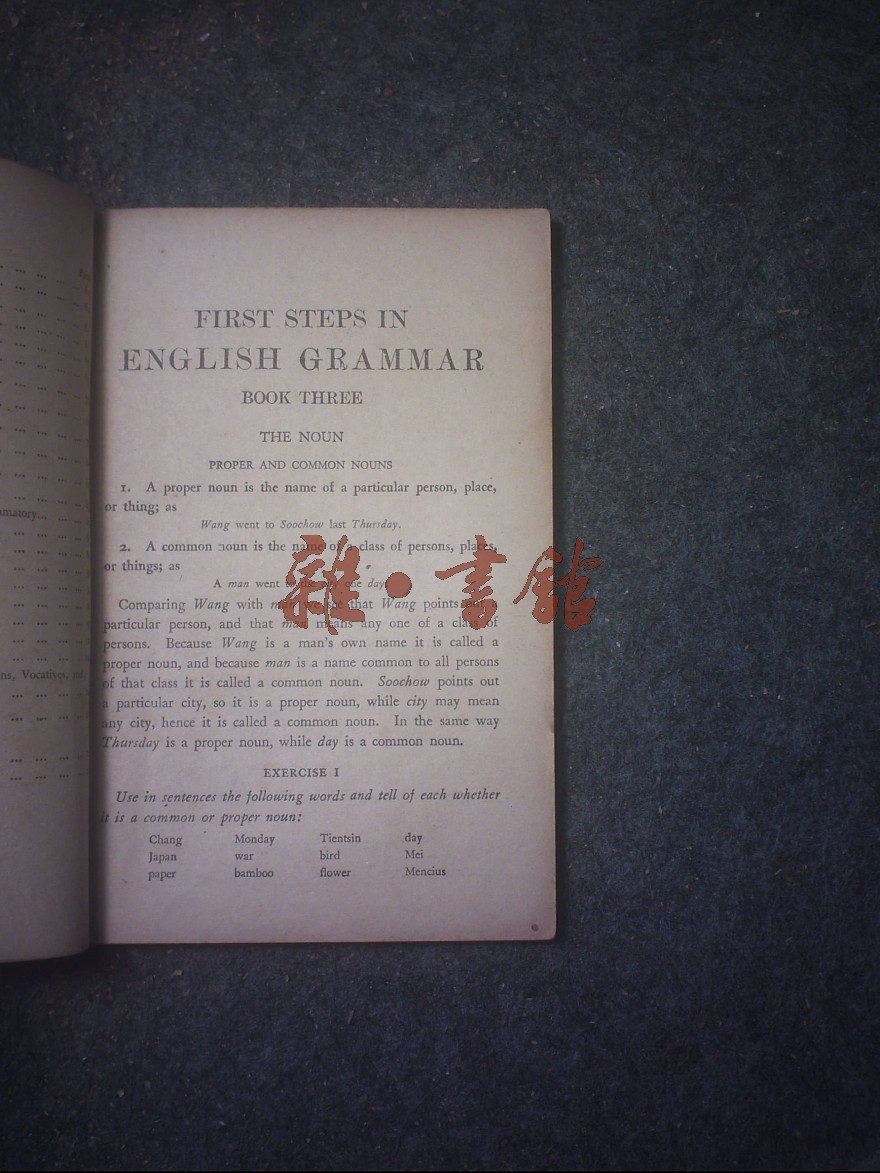 FIRST STEPS IN
ENGLISH GRAMMAR
BOOK THREE
THE NOUN
PROPER AND COMMON NOUNS
1. A proper noun is the name of a particular person, place,
or thing; as
Wang went to Soochow last Thursday.
2. A common noun is the name of a class of persons, places,
or things; as
A man went to the city one day.
雜·書館
Comparing Wang with man we see that Wang points out a
particular person, and that man means any one of a class of
persons. Because Wang is a man's own name it is called a
proper noun, and because man is a name common to all persons
of that class it is called a common noun. Soochow points out
a particular city, so it is a proper noun, while city may mean
any city, hence it is called a common noun. In the same way
Thursday is a proper noun, while day is a common noun.
EXERCISE I
Use in sentences the following words and tell of each whether
it is a common or proper noun:
Chang Monday Tientsin day
Japan war bird Mei
paper bamboo flower Mencius